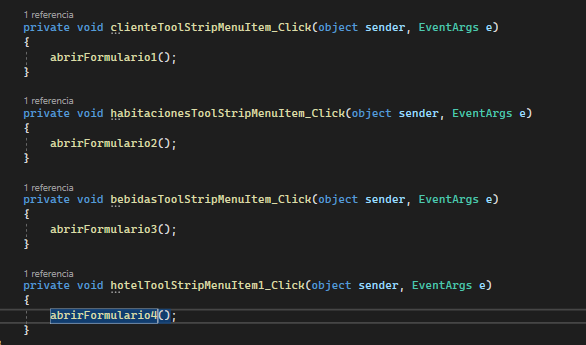 1 referencia
private void clienteToolStripMenuItem_Click(object sender, EventArgs e)
{
abrirFormulario1();
}
1 referencia
private void habitacionesToolStripMenuItem_Click(object sender, EventArgs e)
{
abrirFormulario2();
}
1 referencia
private void bebidasToolStripMenuItem_Click(object sender, EventArgs e)
{
abrirFormulario3();
}
1 referencia
private void hotelToolStripMenuItem1_Click(object sender, EventArgs e)
{
abrirFormulario4();
}